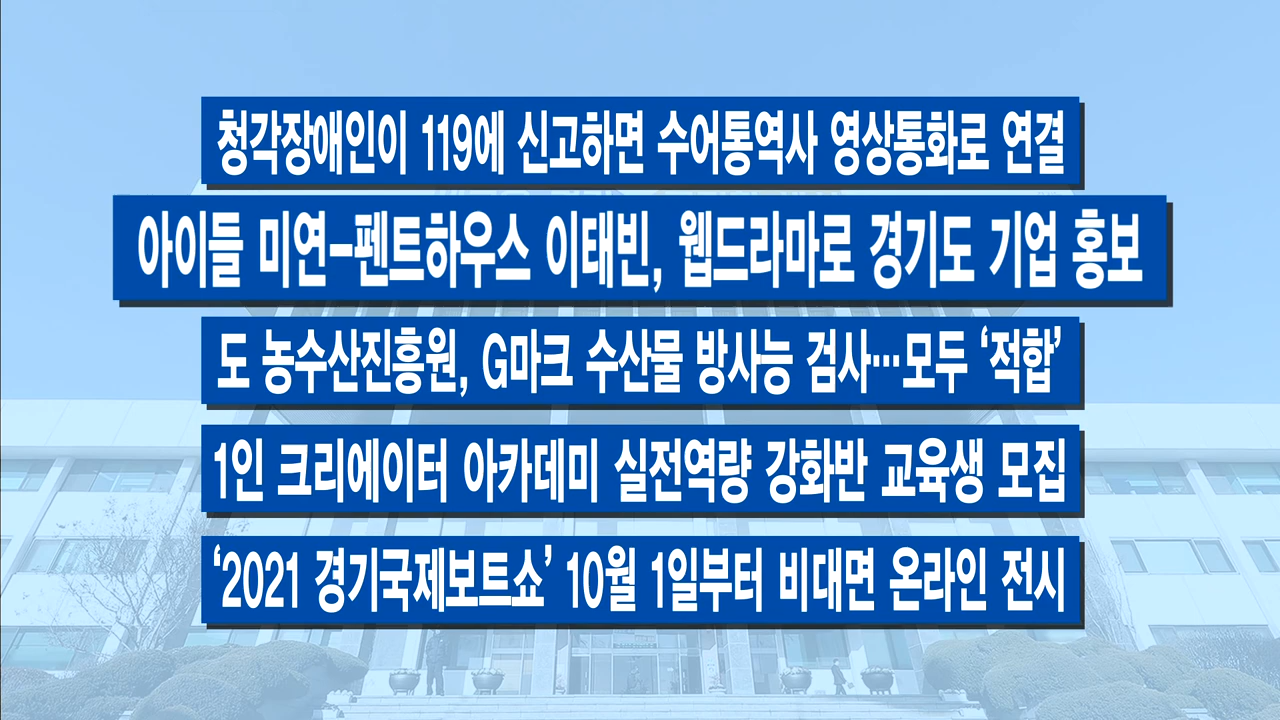 청각장애인이 119에 신고하면 수어통역사 영상통화로 연결
아이들 미연-펜트하우스 이태빈, 웹드라마로 경기도 기업 홍보
도 농수산진흥원, G마크 수산물 방사능 검사…모두 ‘적합’
1인 크리에이터 아카데미 실전역량 강화반 교육생 모집
‘2021 경기국제보트쇼’ 10월 1일부터 비대면 온라인 전시